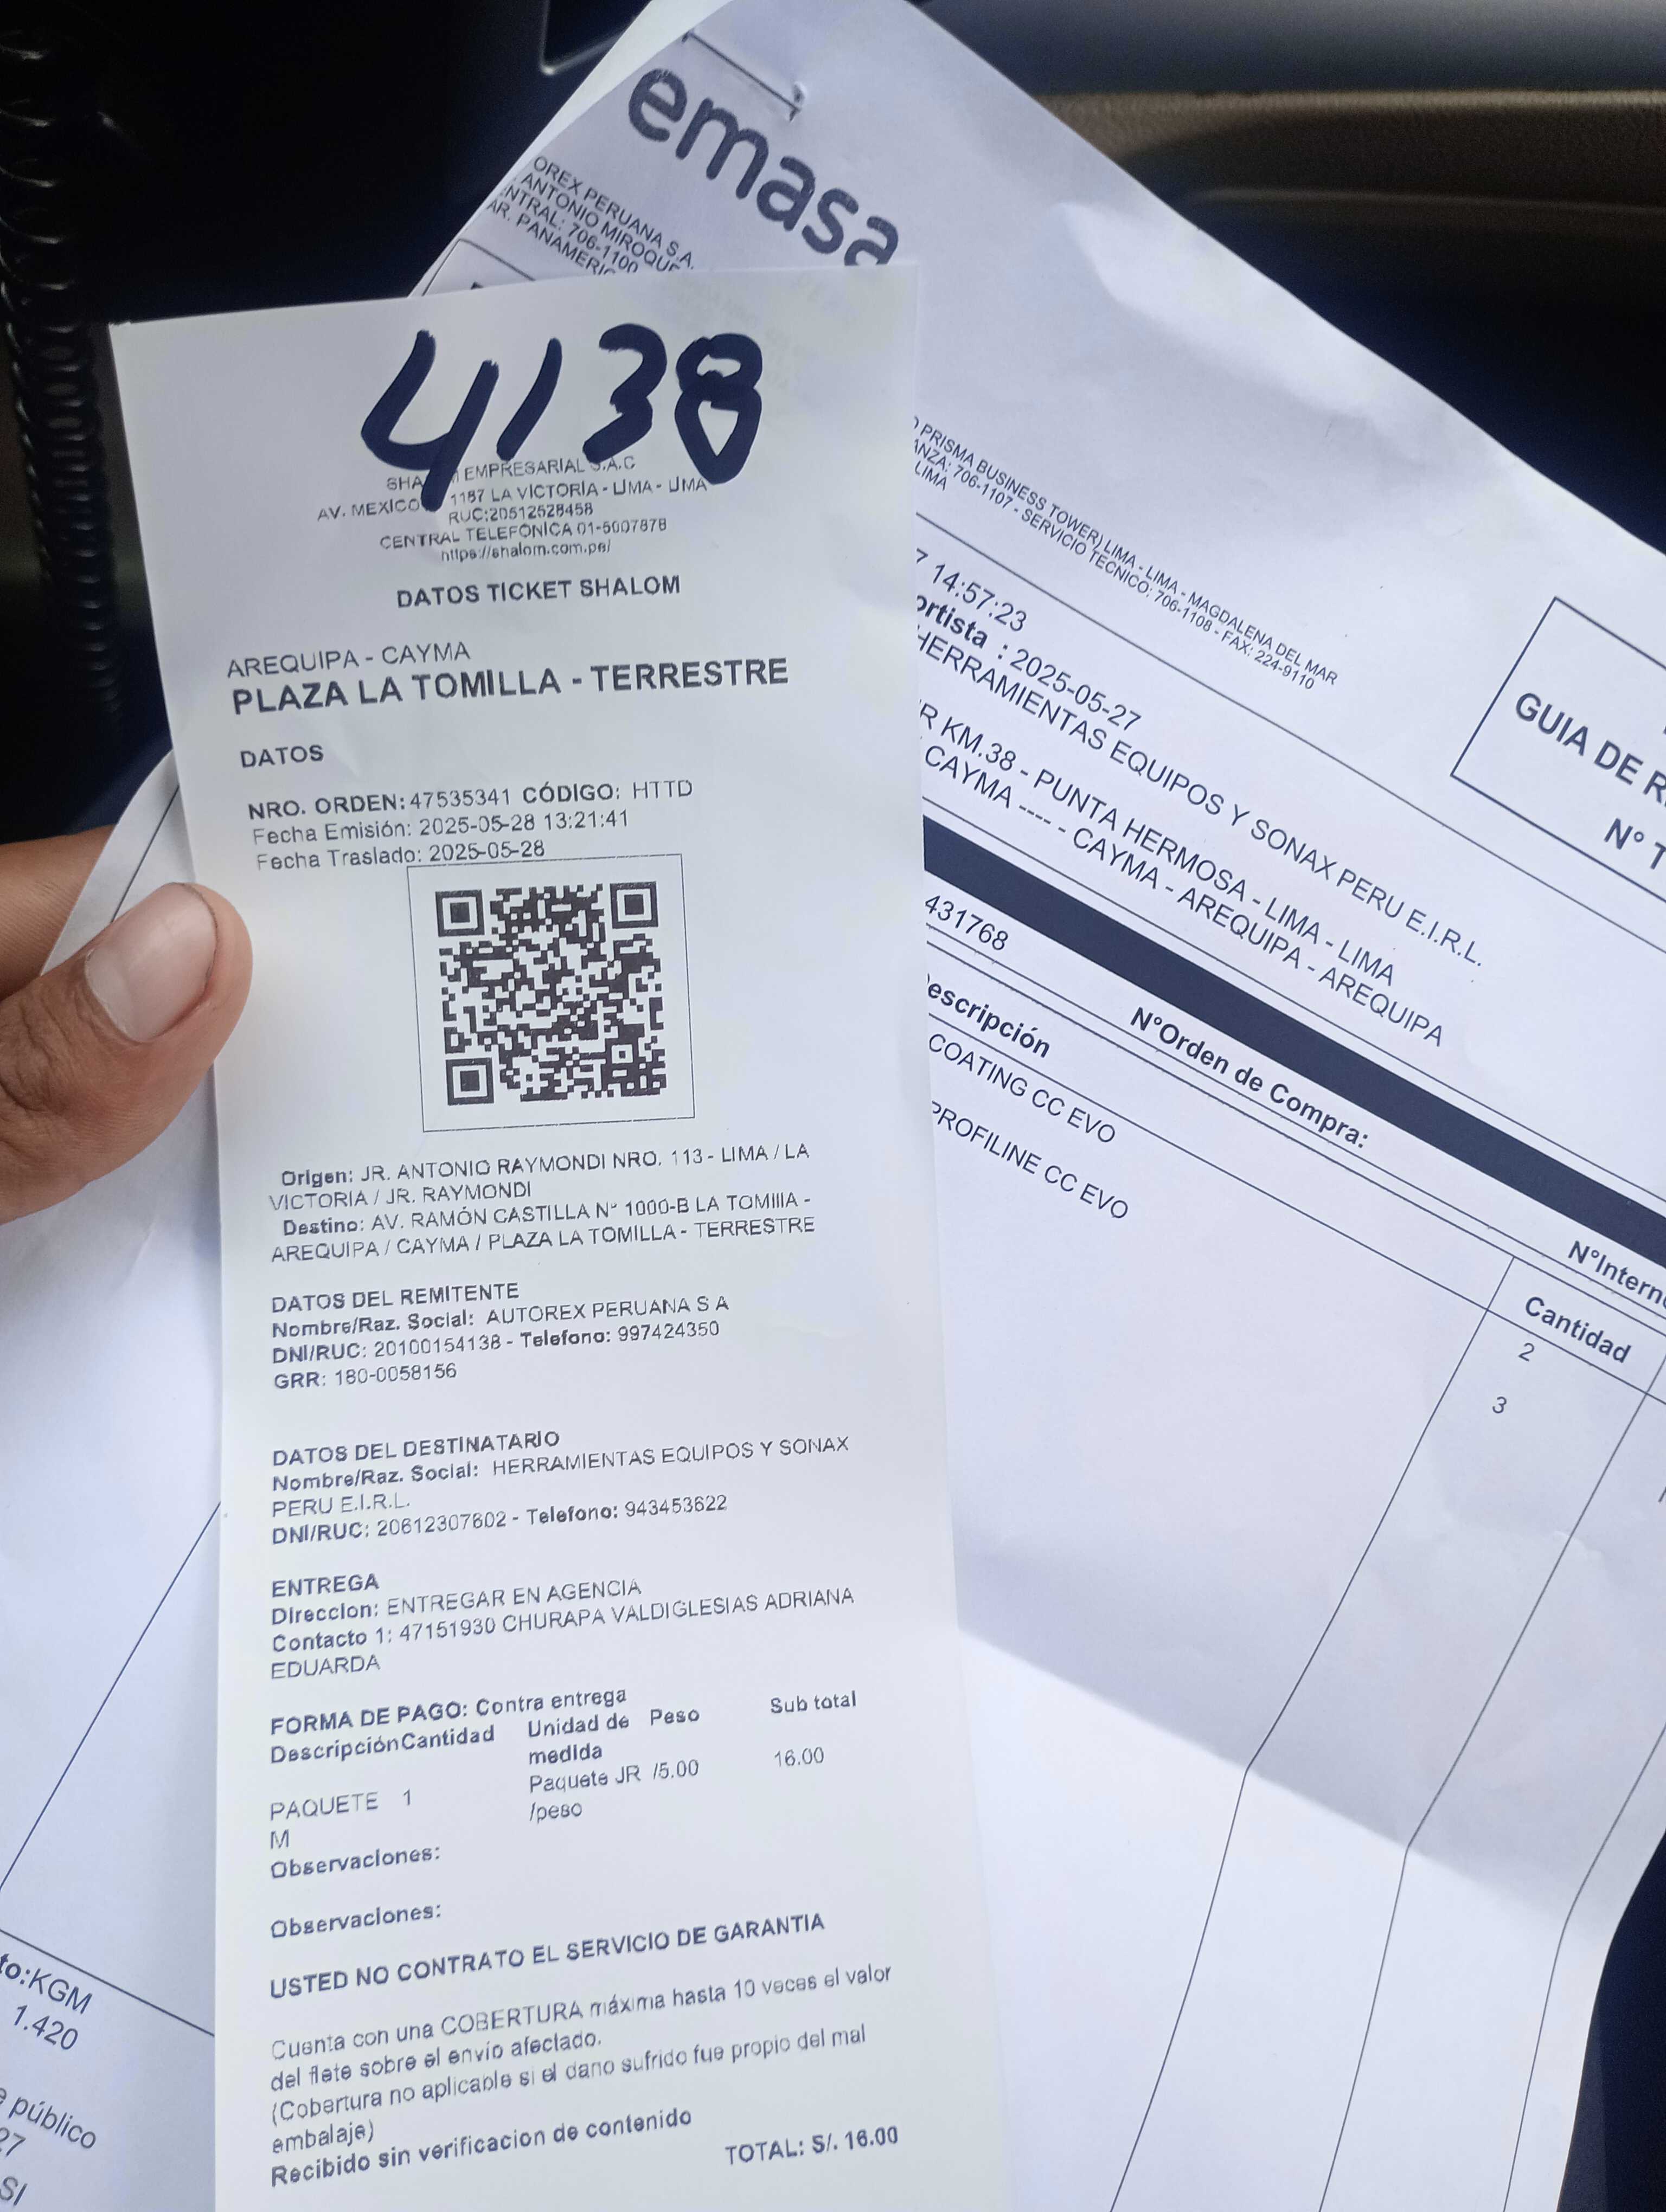 emasa
OREX PERUANA S.A.
ANTONIO MIROQUE
NTRAL: 706-1100
AR. PANAMERIC
4138
EMPRESARIAL S.A.C
AV. MEXICO 1187 LA VICTORIA - LIMA - LIMA
RUC:20512528458
CENTRAL TELEFÓNICA 01-5007878
https://shalom.com.pe/
DATOS TICKET SHALOM
AREQUIPA - CAYMA
PLAZA LA TOMILLA - TERRESTRE
DATOS
NRO. ORDEN: 47535341 CÓDIGO: HTTD
Fecha Emisión: 2025-05-28 13:21:41
Fecha Traslado: 2025-05-28
Origen: JR. ANTONIO RAYMONDI NRO. 113 - LIMA / LA
VICTORIA / JR. RAYMONDI
Destino: AV. RAMÓN CASTILLA N° 1000-B LA TOMIllA -
AREQUIPA / CAYMA / PLAZA LA TOMILLA - TERRESTRE
DATOS DEL REMITENTE
Nombre/Raz. Social: AUTOREX PERUANA S A
DNI/RUC: 20100154138 - Telefono: 997424350
GRR: 180-0058156
DATOS DEL DESTINATARIO
Nombre/Raz. Social: HERRAMIENTAS EQUIPOS Y SONAX
PERU E.I.R.L.
DNI/RUC: 20612307602 - Telefono: 943453622
ENTREGA
Direccion: ENTREGAR EN AGENCIA
Contacto 1: 47151930 CHURAPA VALDIGLESIAS ADRIANA
EDUARDA
FORMA DE PAGO: Contra entrega
Descripción Cantidad Unidad de Peso Sub total
medida
PAQUETE 1 Paquete JR /5.00 16.00
M /peso
Observaciones:
Observaciones:
USTED NO CONTRATO EL SERVICIO DE GARANTIA
Cuenta con una COBERTURA máxima hasta 10 veces el valor
del flete sobre el envío afectado.
(Cobertura no aplicable si el dano sufrido fue propio del mal
embalaje)
Recibido sin verificacion de contenido
TOTAL: S/. 16.00
PRISMA BUSINESS TOWER) LIMA - LIMA - MAGDALENA DEL MAR
ANZA: 706-1107 - SERVICIO TECNICO: 706-1108 - FAX: 224-9110
LIMA
7 14:57:23
ortista : 2025-05-27
HERRAMIENTAS EQUIPOS Y SONAX PERU E.I.R.L.
R KM.38 - PUNTA HERMOSA - LIMA - LIMA
CAYMA ---- - CAYMA - AREQUIPA - AREQUIPA
GUIA DE R
N° T
431768
N°Orden de Compra:
N°Intern
escripción
Cantidad
COATING CC EVO
2
PROFILINE CC EVO
3
to:KGM
1.420
público
27
SI